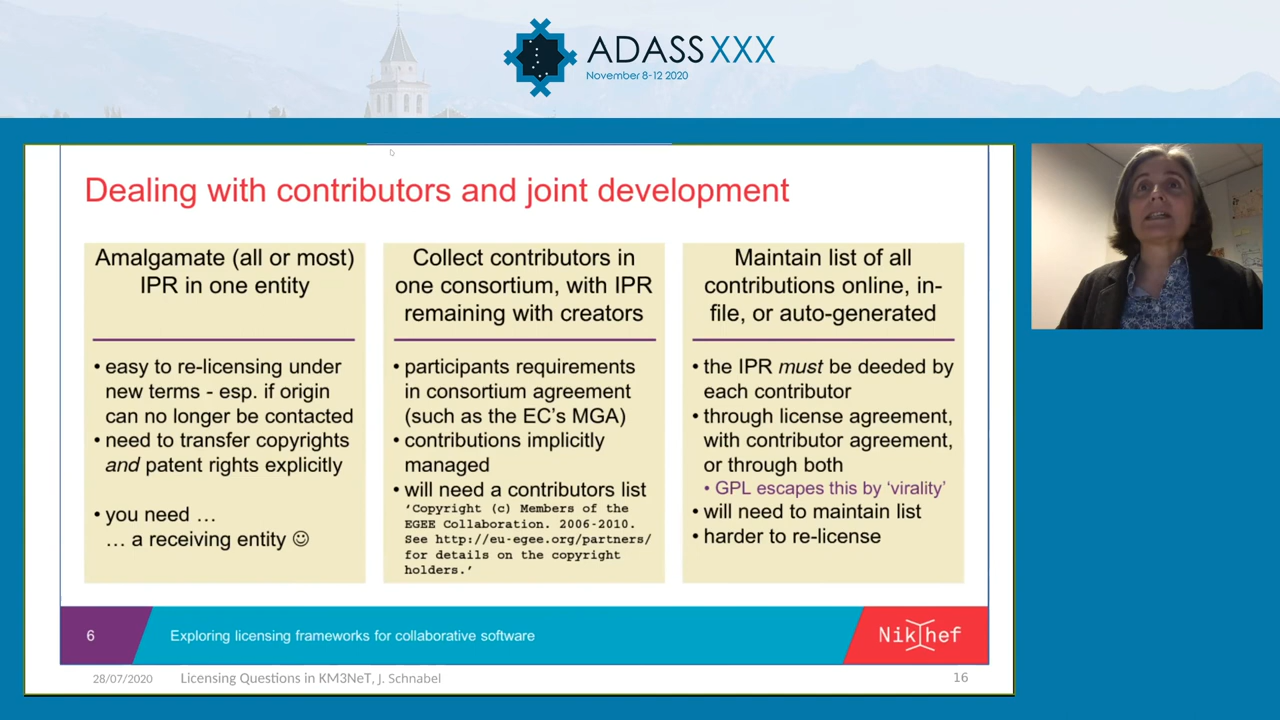 ADASS XXX
November 8-12 2020
Dealing with contributors and joint development
Amalgamate (all or most)
IPR in one entity
• easy to re-licensing under
new terms - esp. if origin
can no longer be contacted
• need to transfer copyrights
and patent rights explicitly
• you need …
… a receiving entity ☺
Collect contributors in
one consortium, with IPR
remaining with creators
• participants requirements
in consortium agreement
(such as the EC's MGA)
• contributions implicitly
managed
• will need a contributors list
'Copyright (c) Members of the
EGEE Collaboration. 2006-2010.
See http://eu-egee.org/partners/
for details on the copyright
holders.'
Maintain list of all
contributions online, in-
file, or auto-generated
• the IPR must be deeded by
each contributor
• through license agreement,
with contributor agreement,
or through both
• GPL escapes this by 'virality'
• will need to maintain list
• harder to re-license
6
Exploring licensing frameworks for collaborative software
Nikhef
28/07/2020
Licensing Questions in KM3NeT, J. Schnabel
16